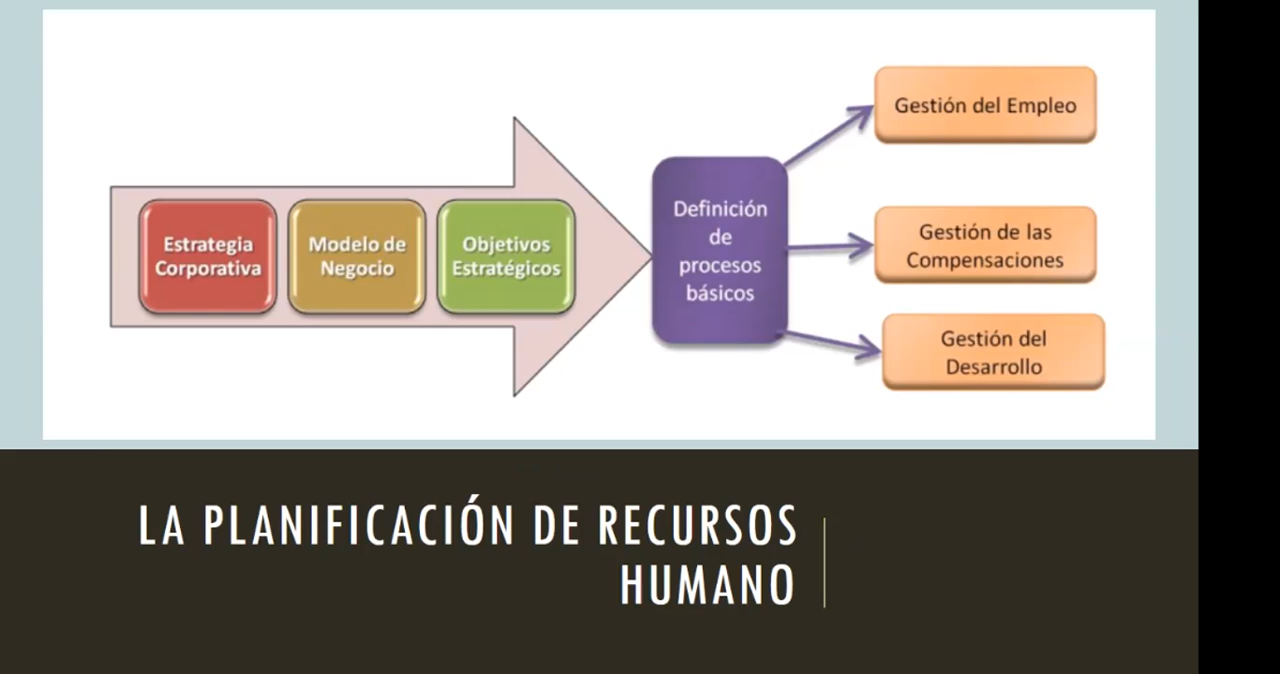 Estrategia
Corporativa
Modelo de
Negocio
Objetivos
Estratégicos
Definición
de
procesos
básicos
Gestión del Empleo
Gestión de las
Compensaciones
Gestión del
Desarrollo
LA PLANIFICACIÓN DE RECURSOS
HUMANO